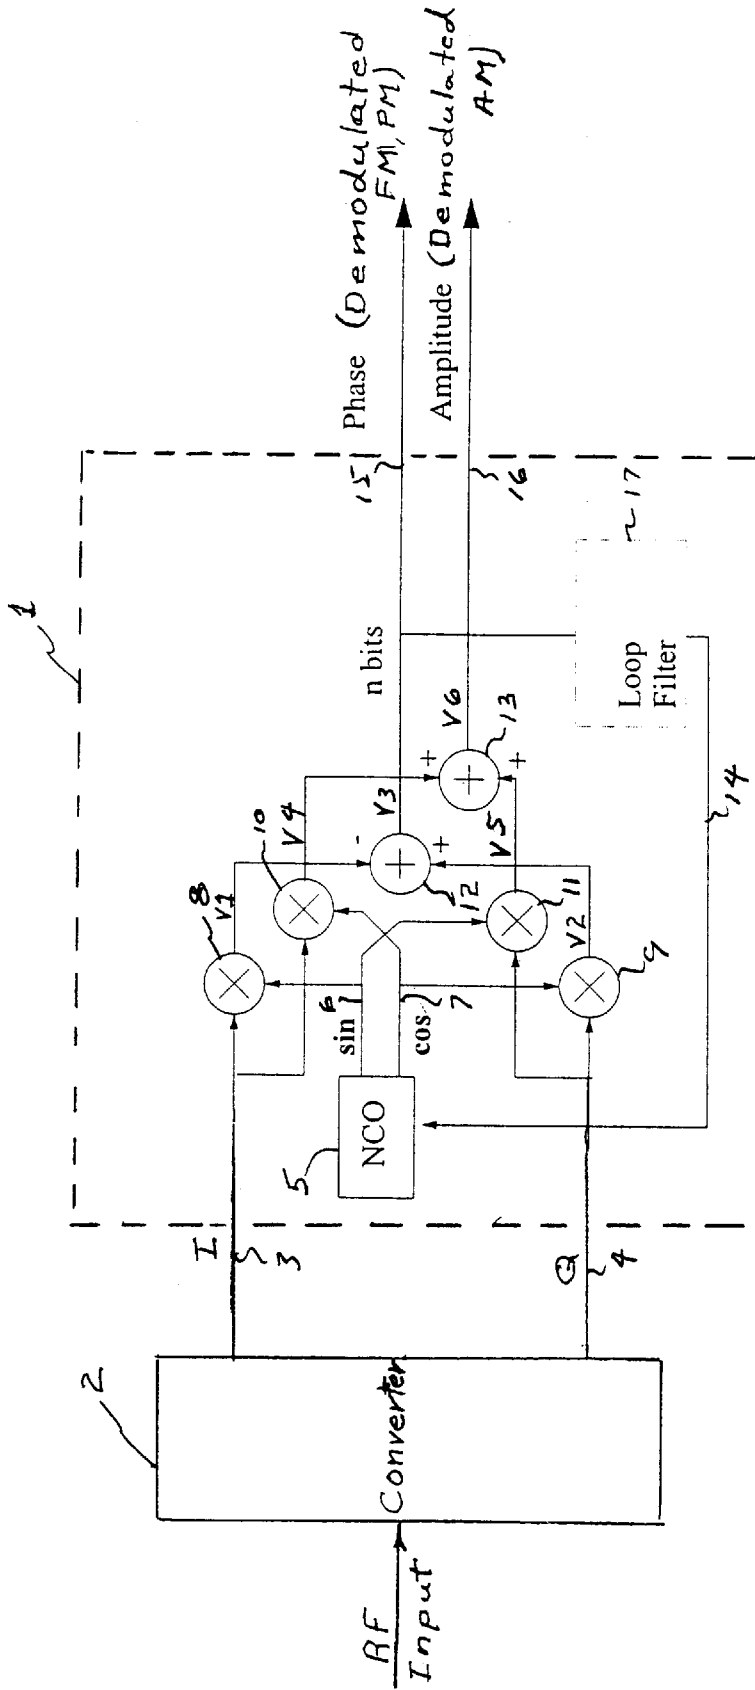 1
2
RF
Input
Converter
I
3
Q
4
5
NCO
sin
6
cos
7
8
V1
10
V4
-
V3
+
12
11
V2
9
V5
+
+
V6
13
n bits
14
Loop
Filter
17
15
16
Phase (Demodulated
FM, PM)
Amplitude (Demodulated
AM)